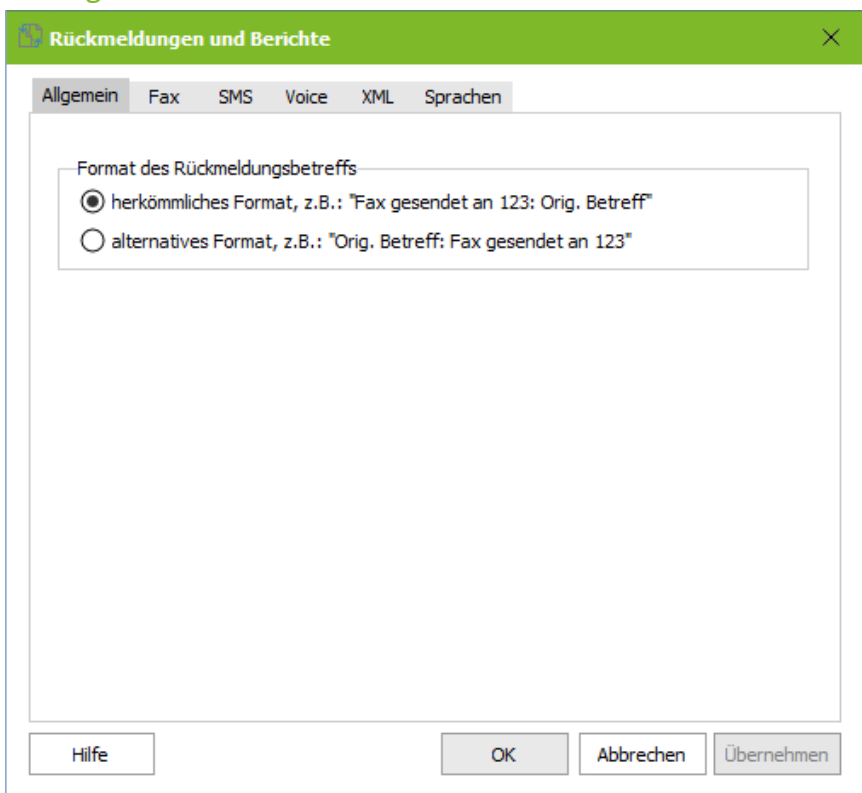 Rückmeldungen und Berichte
Allgemein Fax SMS Voice XML Sprachen
Format des Rückmeldungsbetreffs
herkömmliches Format, z.B.: "Fax gesendet an 123: Orig. Betreff"
alternatives Format, z.B.: "Orig. Betreff: Fax gesendet an 123"
Hilfe OK Abbrechen Übernehmen